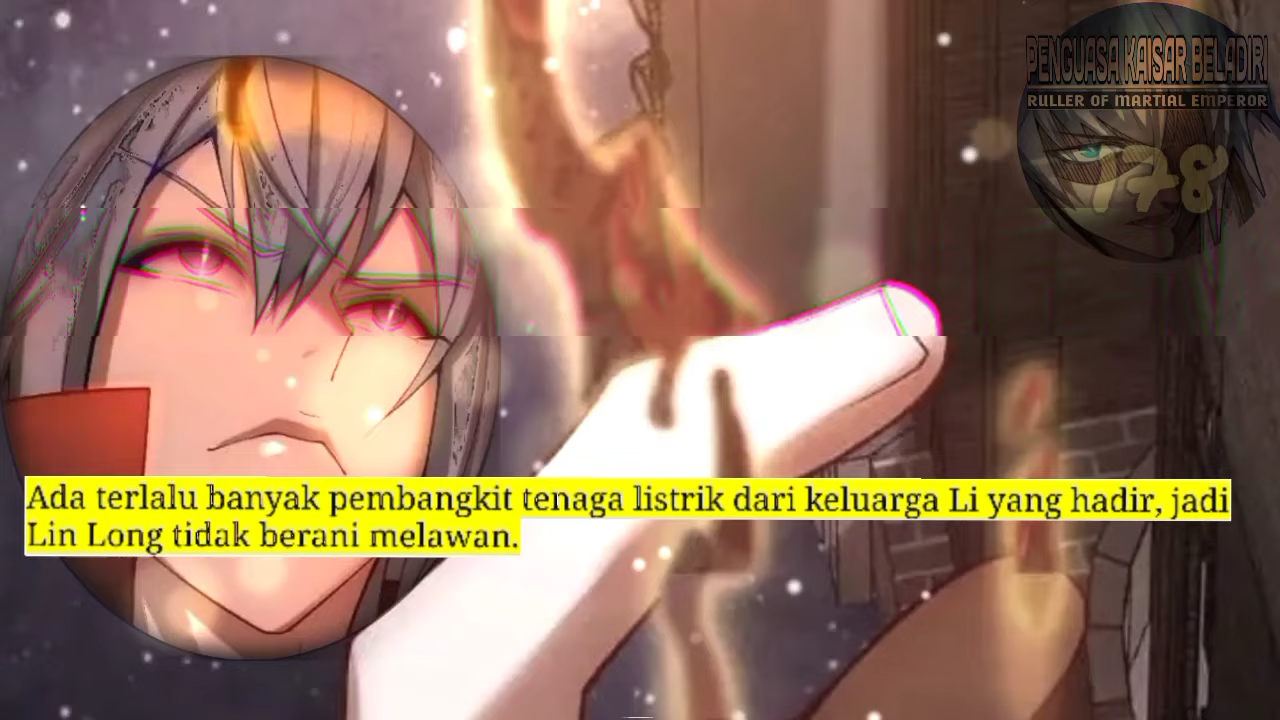 PENGUASA KAISAR BELADIRI
RULLER OF MARTIAL EMPEROR
178
Ada terlalu banyak pembangkit tenaga listrik dari keluarga Li yang hadir, jadi
Lin Long tidak berani melawan.